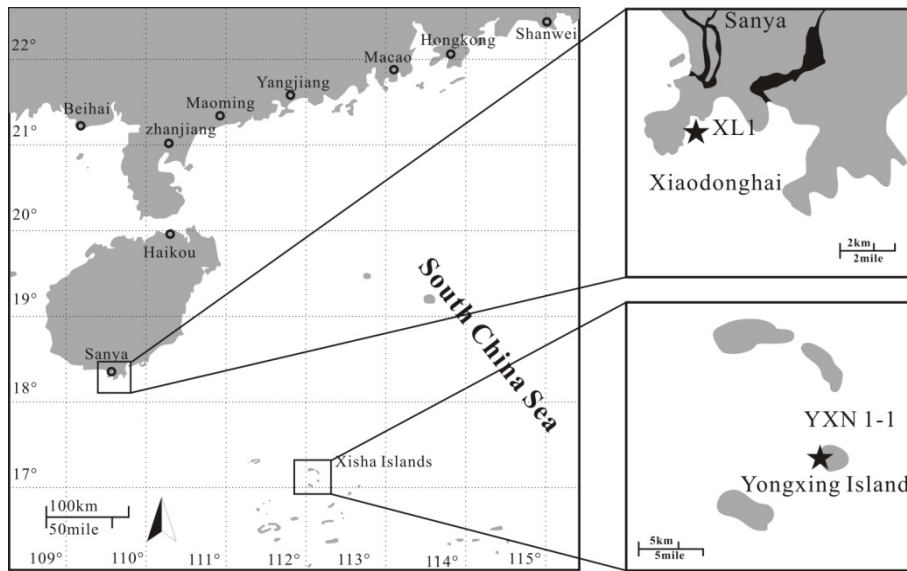 22°
Shanwei
Hongkong
Macao
Yangjiang
Maoming
Beihai
zhanjiang
21°
20°
Haikou
19°
South China Sea
Sanya
18°
Xisha Islands
17°
100km
50mile
109°
110°
111°
112°
113°
114°
115°
Sanya
XL1
Xiaodonghai
2km
2mile
YXN 1-1
Yongxing Island
5km
5mile